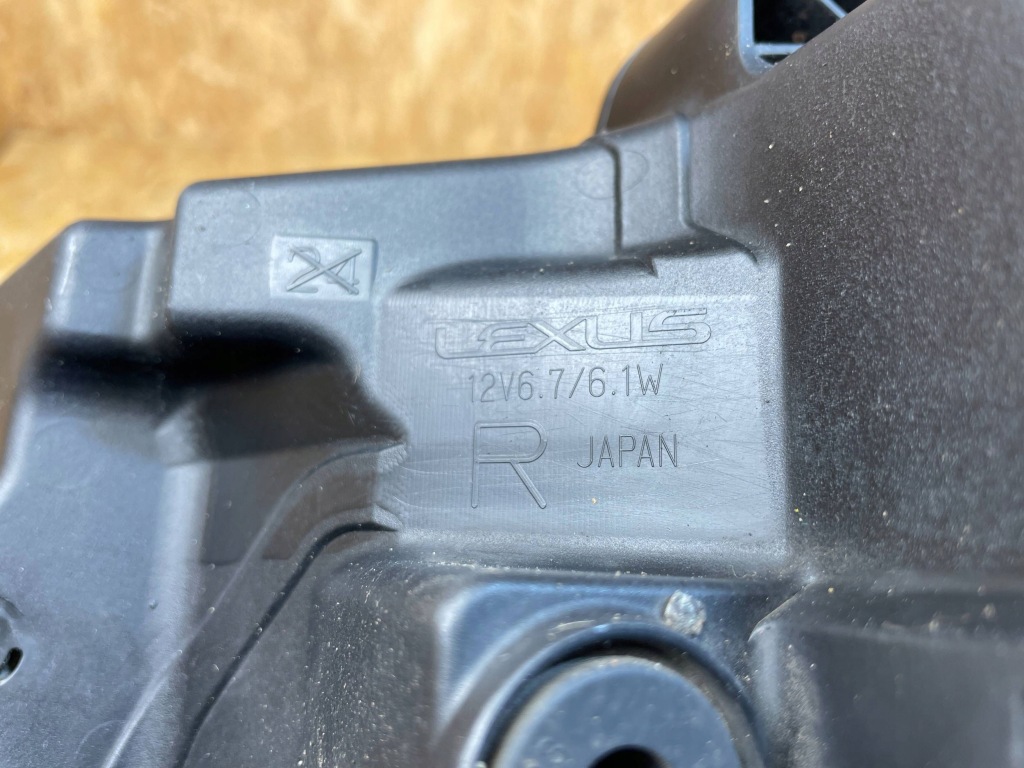 24
LEXUS
12V6.7/6.1W
R JAPAN